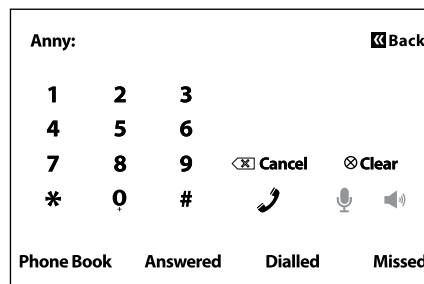 Anny: Back
1 2 3
4 5 6
7 8 9 Cancel Clear
* 0 #
+
Phone Book Answered Dialled Missed